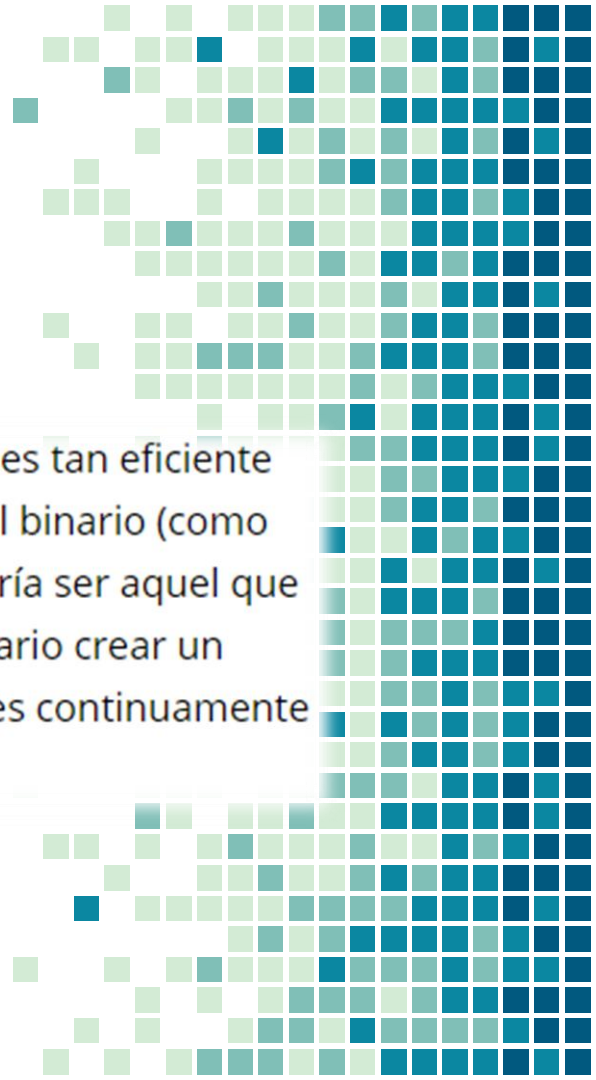 es tan eficiente
l binario (como
ría ser aquel que
ario crear un
es continuamente